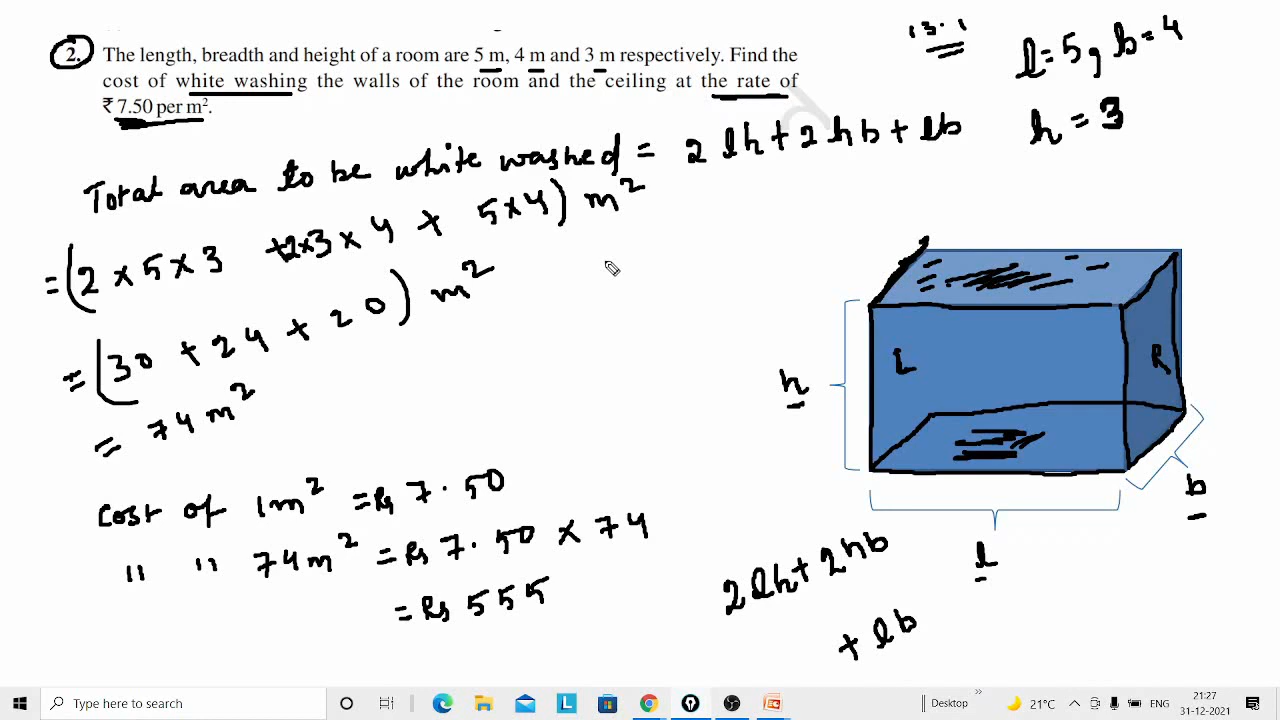 13.1
2. The length, breadth and height of a room are 5 m, 4 m and 3 m respectively. Find the
cost of white washing the walls of the room and the ceiling at the rate of
₹ 7.50 per m².
l=5, b=4
h=3
Total area to be white washed = 2lh+2hb+lb
=(2×5×3 +2×3×4 + 5×4) m²
=(30 +24 +20) m²
= 74 m²
Cost of 1m² =Rs 7.50
" " 74m² =Rs 7.50 × 74
=Rs 555
L
R
h
b
l
2lh+2hb
+lb
Type here to search
L
Desktop
»
21°C
ENG
21:22
31-12-2021